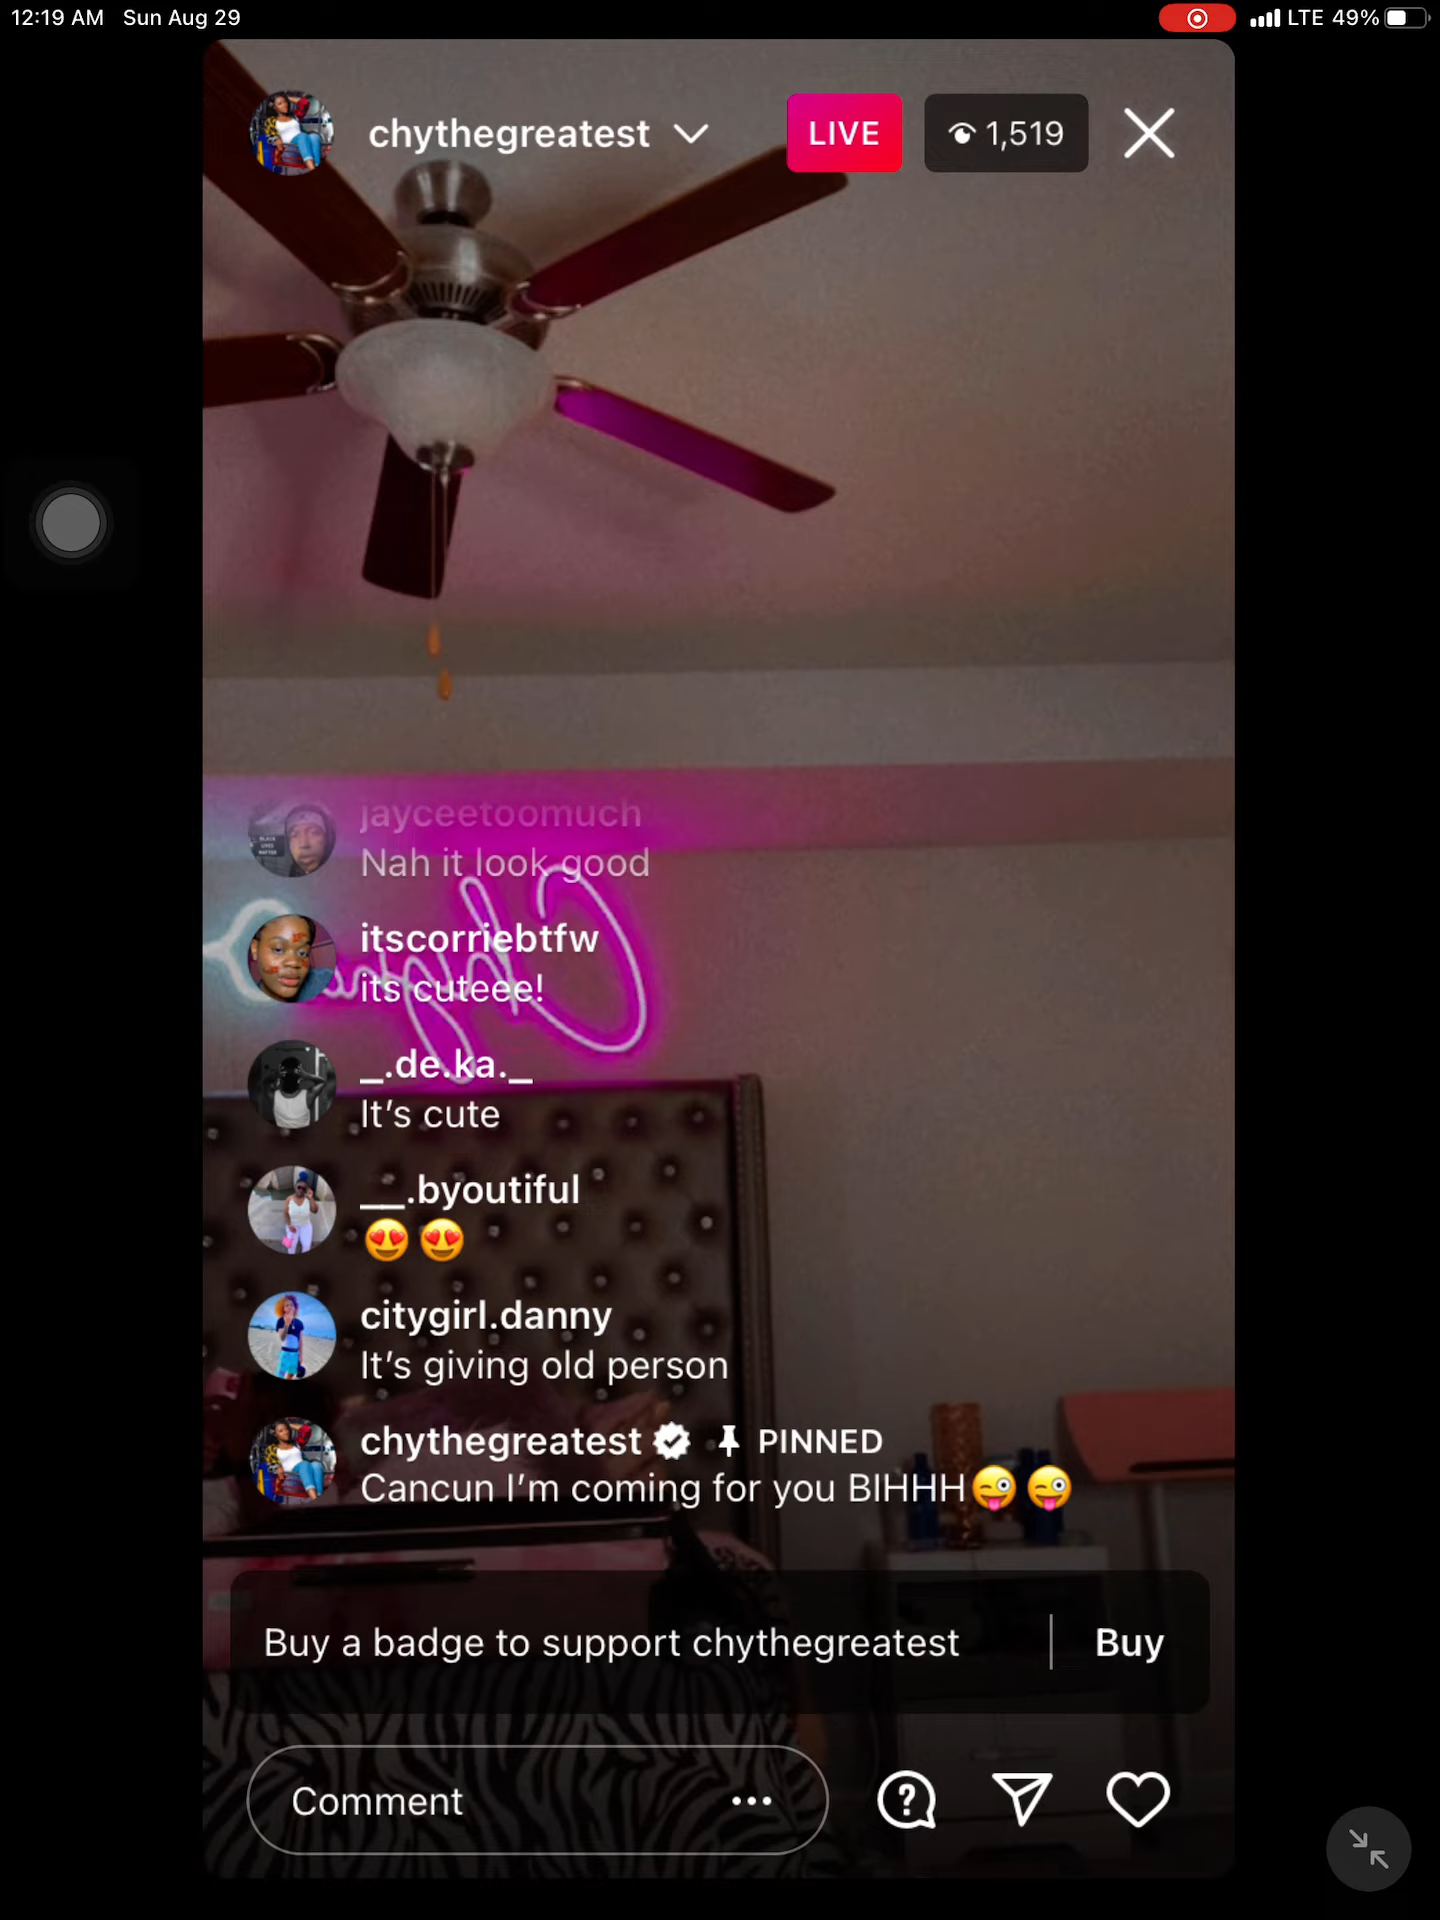 12:19 AM Sun Aug 29
LTE 49%
chythegreatest
LIVE
1,519
jayceetoomuch
Nah it look good
itscorriebtfw
its cuteee!
_.de.ka._
It’s cute
__.byoutiful
😍😍
citygirl.danny
It’s giving old person
chythegreatest PINNED
Cancun I’m coming for you BIHHH😜😜
Buy a badge to support chythegreatest | Buy
Comment ...